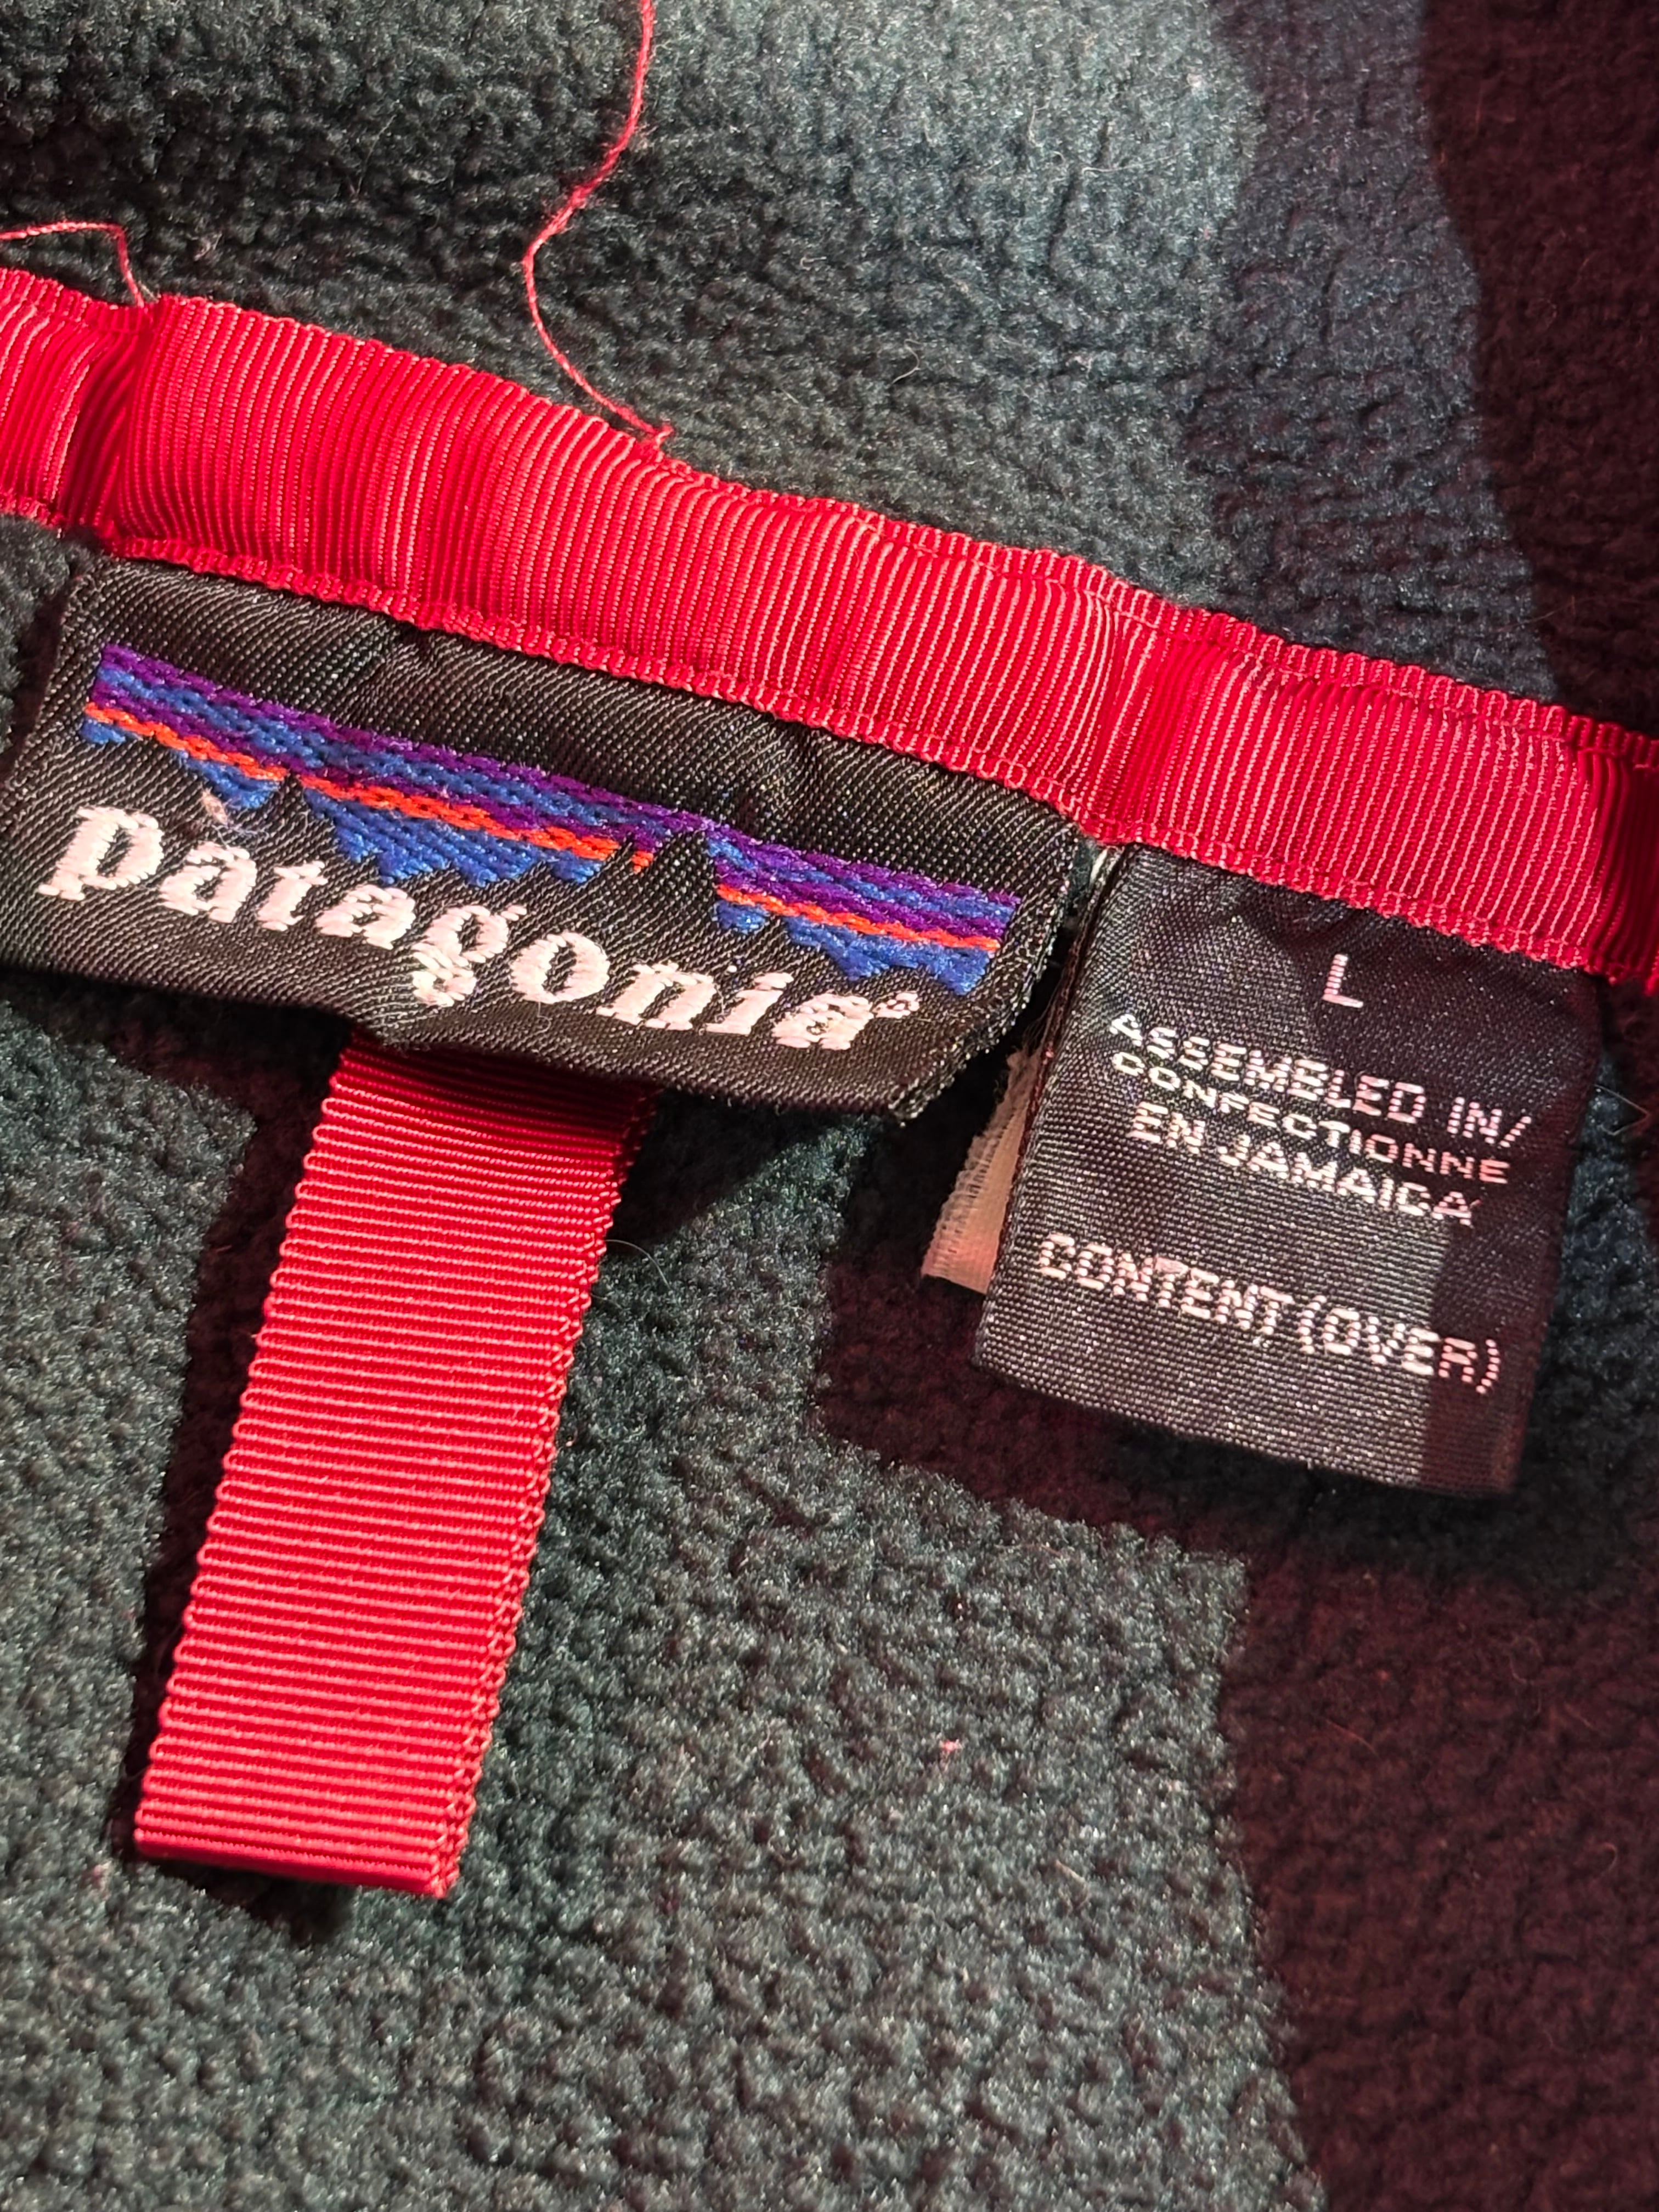 patagonia®
L
ASSEMBLED IN/
CONFECTIONNE
EN JAMAICA
CONTENT (OVER)